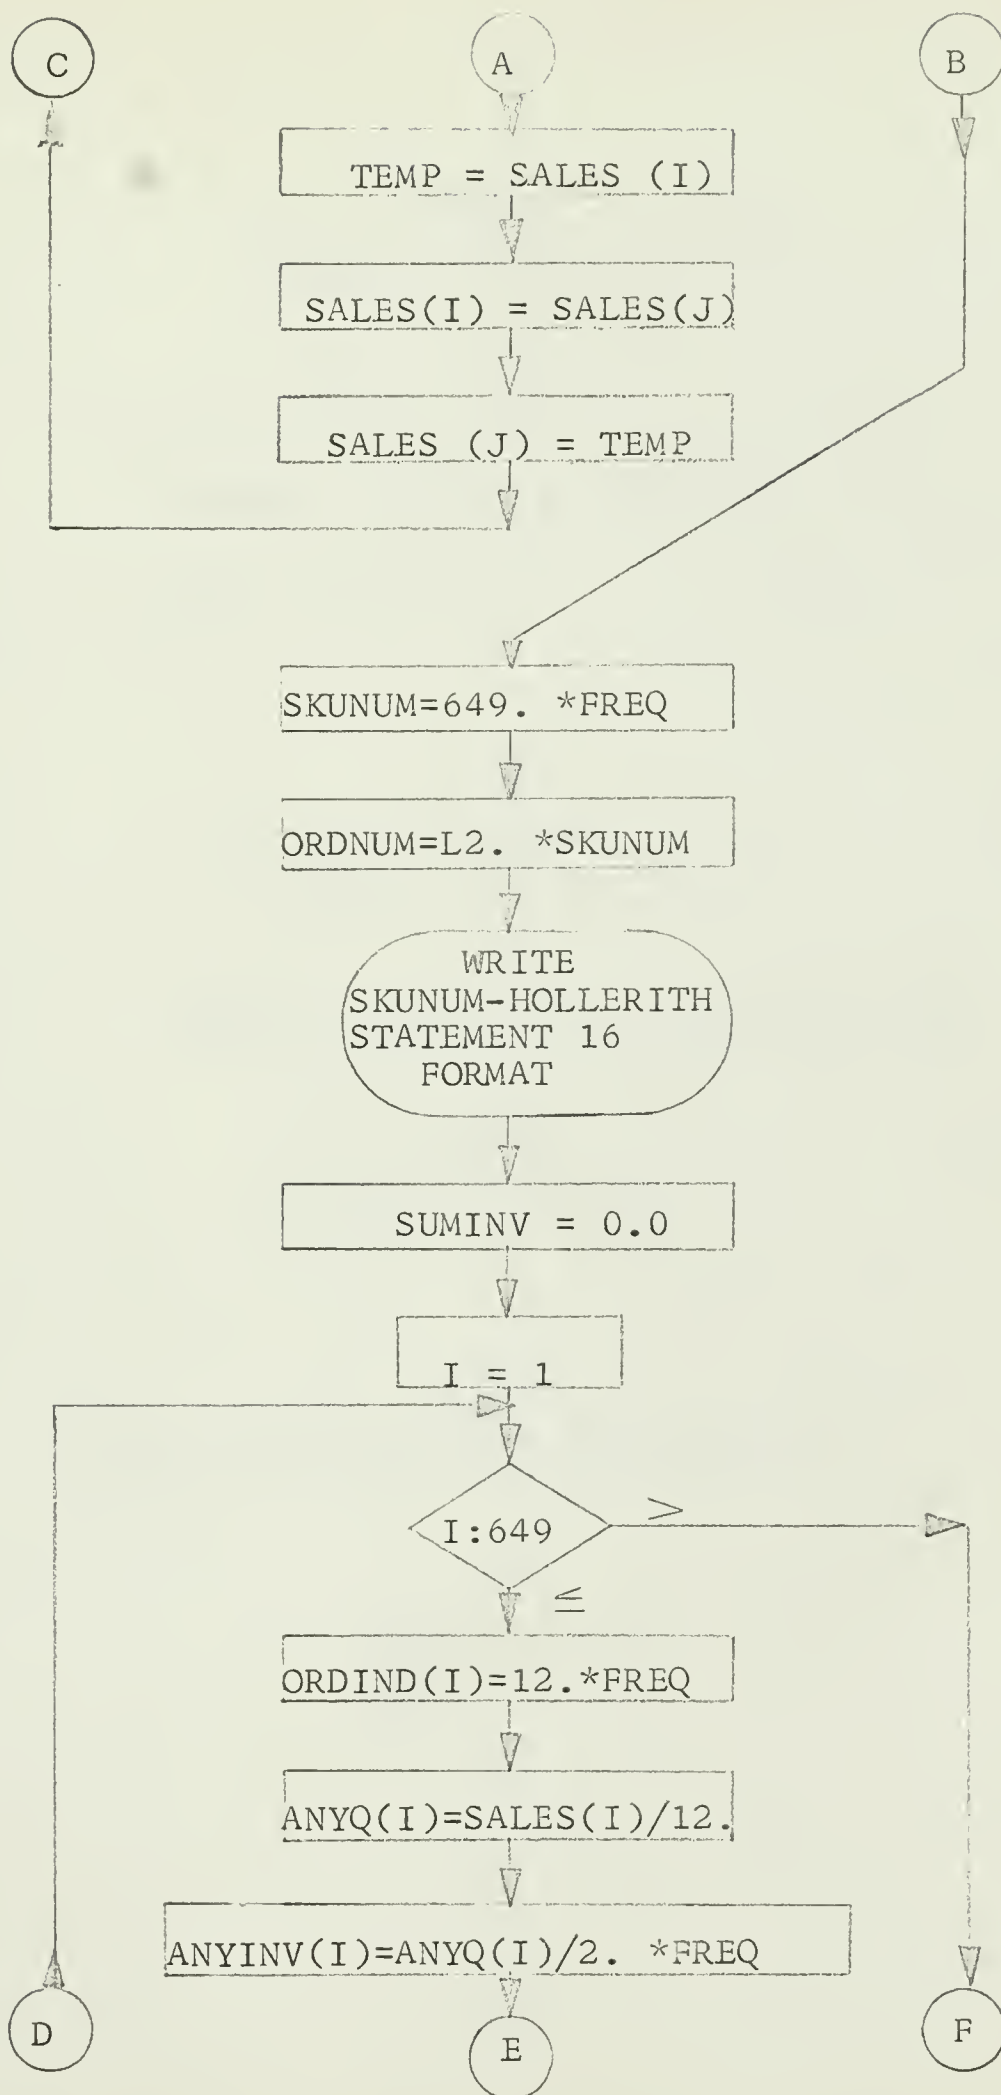 C
A
B
TEMP = SALES (I)
SALES(I) = SALES(J)
SALES (J) = TEMP
SKUNUM=649. *FREQ
ORDNUM=L2. *SKUNUM
WRITE
SKUNUM-HOLLERITH
STATEMENT 16
FORMAT
SUMINV = 0.0
I = 1
I:649
>
≤
ORDIND(I)=12.*FREQ
ANYQ(I)=SALES(I)/12.
ANYINV(I)=ANYQ(I)/2. *FREQ
D
E
F